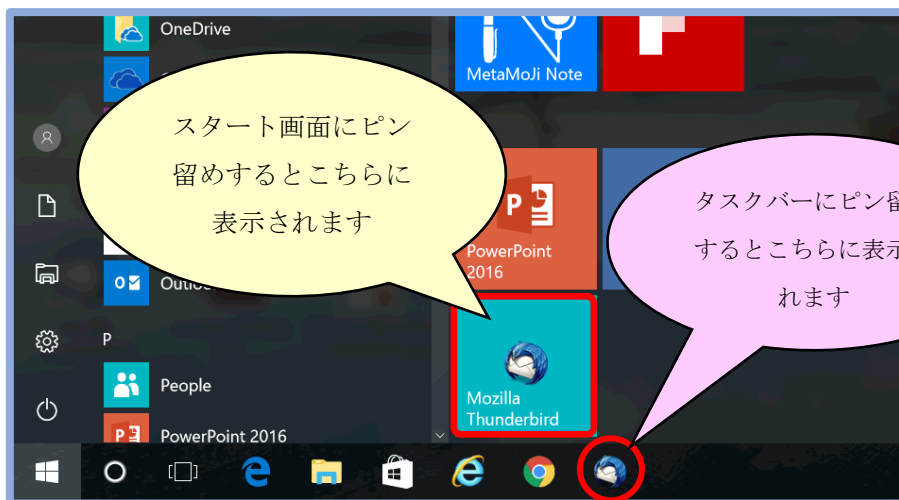 OneDrive
MetaMoJi Note
スタート画面にピン
留めするとこちらに
表示されます
タスクバーにピン留
するとこちらに表示
れます
PowerPoint
2016
P
People
Mozilla
Thunderbird
PowerPoint 2016